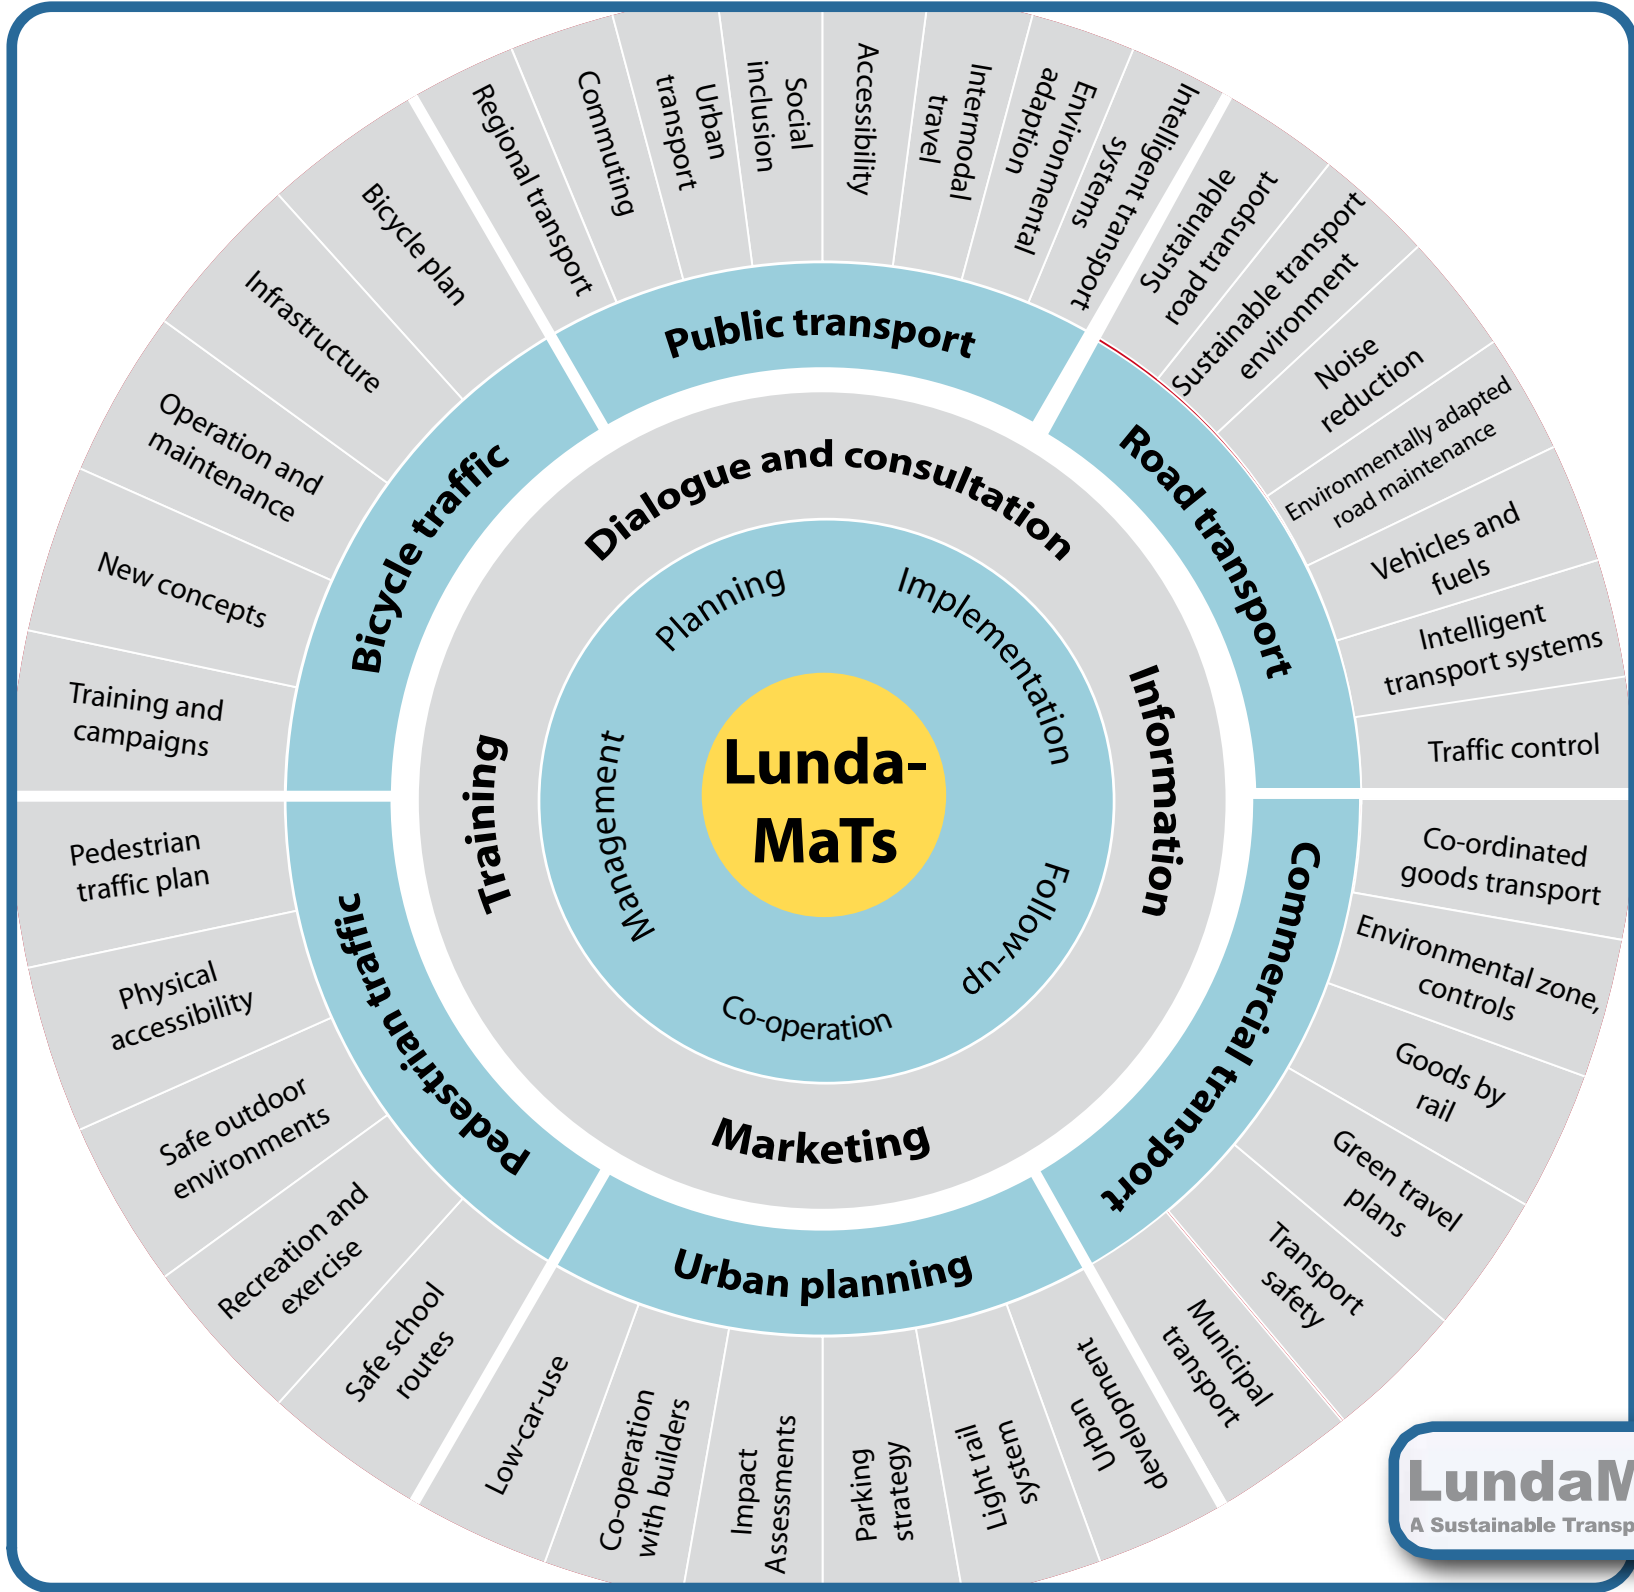 Lunda-
MaTs
Planning
Implementation
Follow-up
Co-operation
Management
Dialogue and consultation
Information
Marketing
Training
Public transport
Regional transport
Commuting
Urban
transport
Social
inclusion
Accessibility
Intermodal
travel
Environmental
adaption
Intelligent transport
systems
Road transport
Sustainable
road transport
Sustainable transport
environment
Noise
reduction
Environmentally adapted
road maintenance
Vehicles and
fuels
Intelligent
transport systems
Traffic control
Commercial transport
Co-ordinated
goods transport
Environmental zone,
controls
Goods by
rail
Green travel
plans
Transport
safety
Municipal
transport
Urban planning
Urban
development
Light rail
system
Parking
strategy
Impact
Assessments
Co-operation
with builders
Low-car-use
Pedestrian traffic
Safe school
routes
Recreation and
exercise
Safe outdoor
environments
Physical
accessibility
Pedestrian
traffic plan
Bicycle traffic
Training and
campaigns
New concepts
Operation and
maintenance
Infrastructure
Bicycle plan
LundaM
A Sustainable Transp